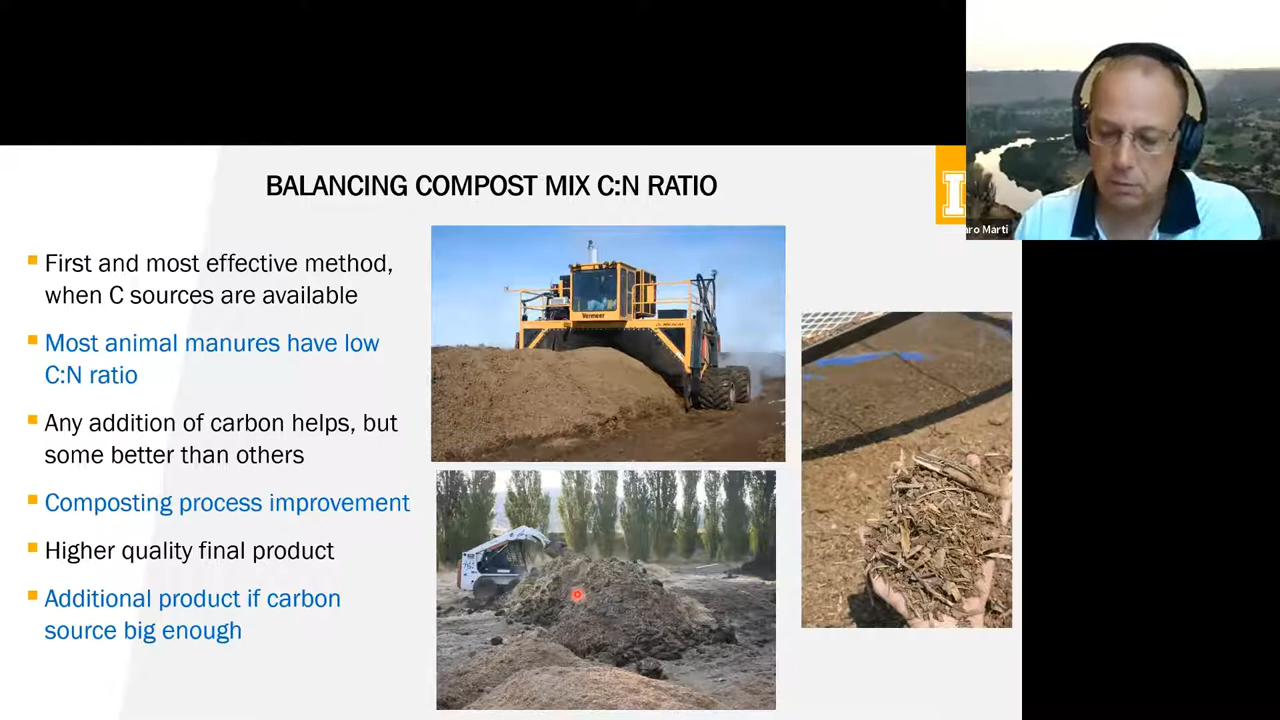 BALANCING COMPOST MIX C:N RATIO
First and most effective method,
when C sources are available
Most animal manures have low
C:N ratio
Any addition of carbon helps, but
some better than others
Composting process improvement
Higher quality final product
Additional product if carbon
source big enough
Vermeer
I
aro Marti